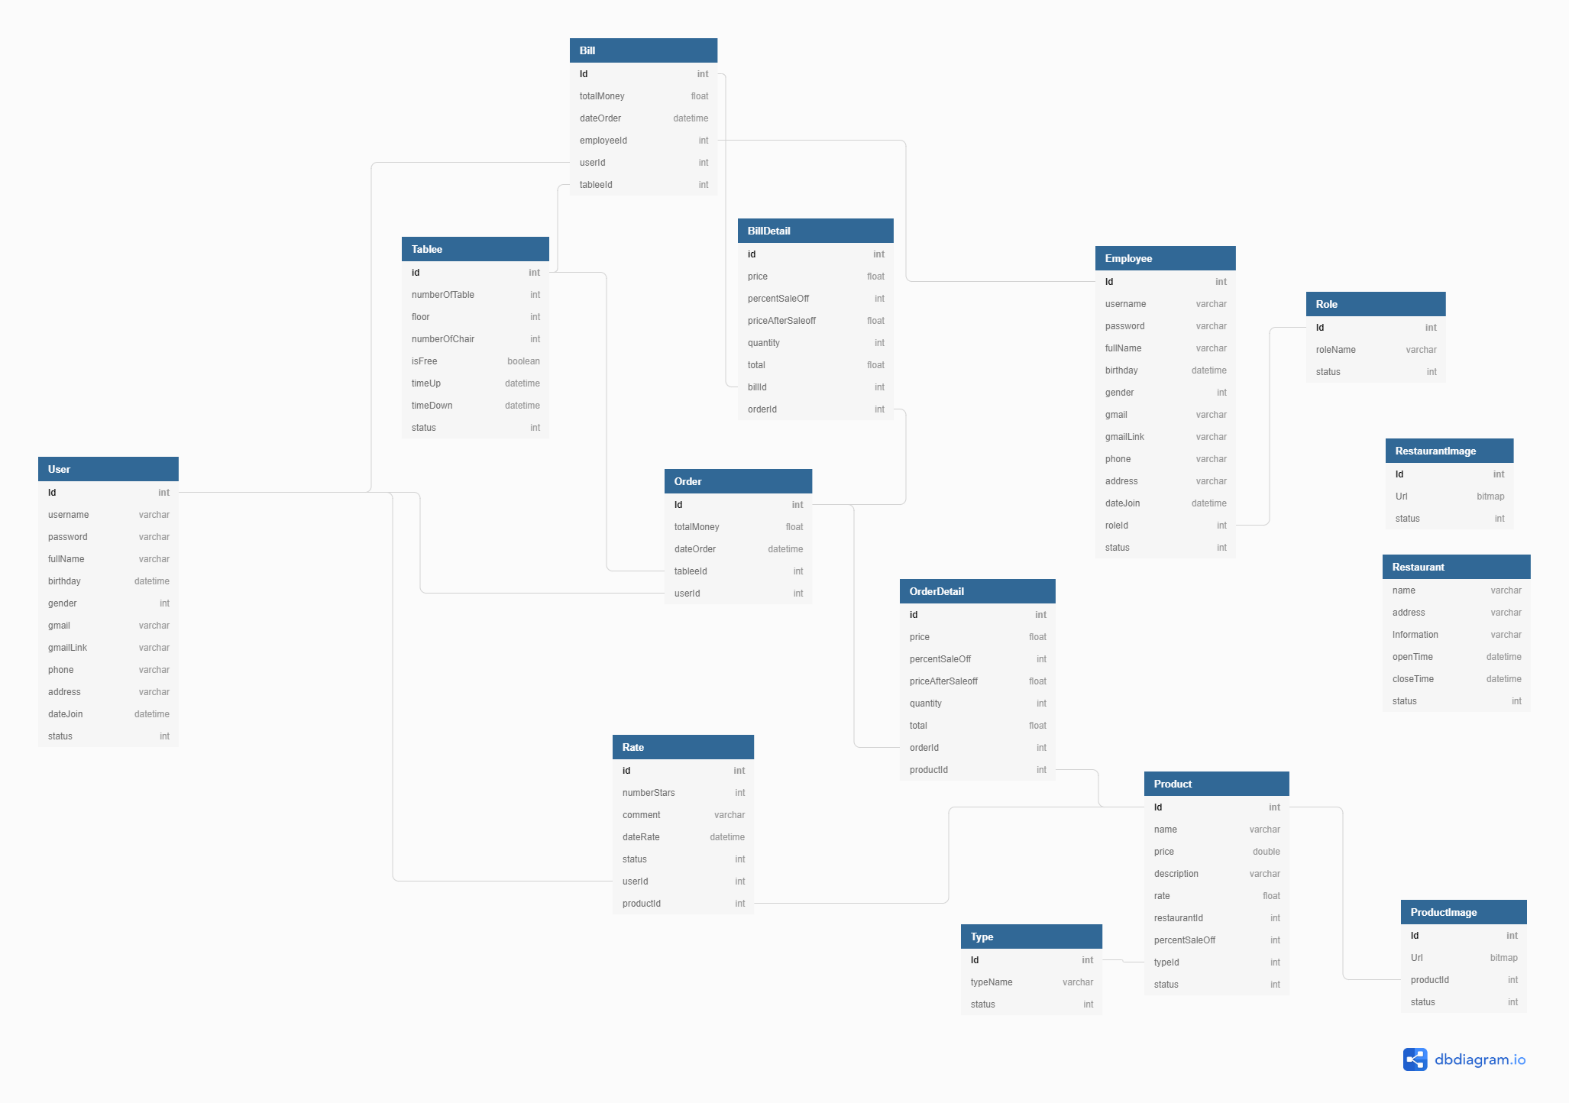 Bill
Id int
totalMoney float
dateOrder datetime
employeeId int
userId int
tableeId int
Tablee
id int
numberOfTable int
floor int
numberOfChair int
isFree boolean
timeUp datetime
timeDown datetime
status int
BillDetail
id int
price float
percentSaleOff int
priceAfterSaleoff float
quantity int
total float
billId int
orderId int
Employee
Id int
username varchar
password varchar
fullName varchar
birthday datetime
gender int
gmail varchar
gmailLink varchar
phone varchar
address varchar
dateJoin datetime
roleId int
status int
Role
Id int
roleName varchar
status int
RestaurantImage
Id int
Url bitmap
status int
User
Id int
username varchar
password varchar
fullName varchar
birthday datetime
gender int
gmail varchar
gmailLink varchar
phone varchar
address varchar
dateJoin datetime
status int
Order
Id int
totalMoney float
dateOrder datetime
tableeId int
userId int
Restaurant
name varchar
address varchar
Information varchar
openTime datetime
closeTime datetime
status int
OrderDetail
id int
price float
percentSaleOff int
priceAfterSaleoff float
quantity int
total float
orderId int
productId int
Rate
id int
numberStars int
comment varchar
dateRate datetime
status int
userId int
productId int
Product
Id int
name varchar
price double
description varchar
rate float
restaurantId int
percentSaleOff int
typeId int
status int
Type
Id int
typeName varchar
status int
ProductImage
Id int
Url bitmap
productId int
status int
dbdiagram.io